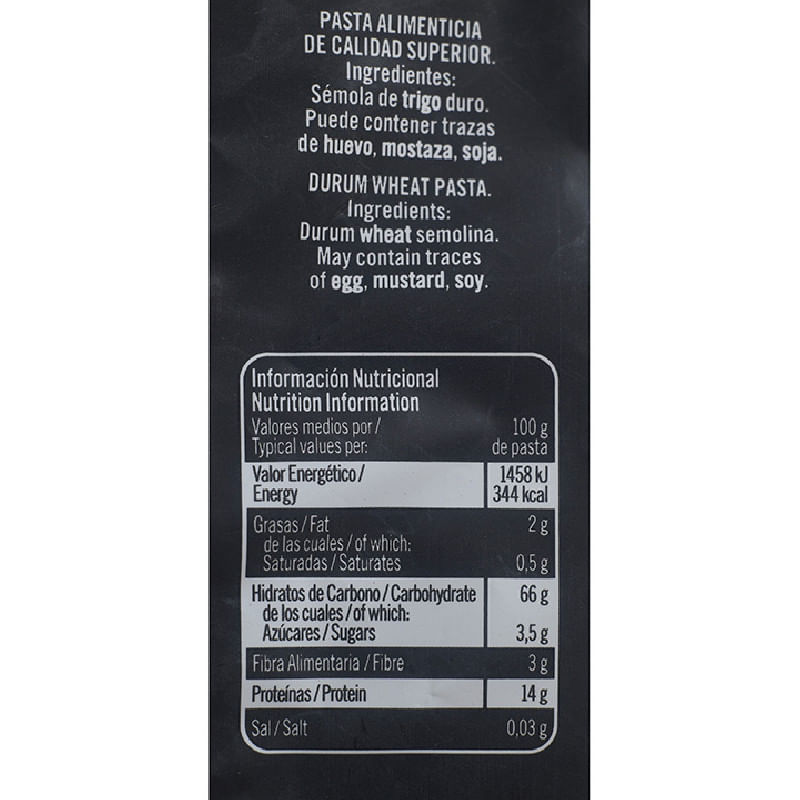 PASTA ALIMENTICIA
DE CALIDAD SUPERIOR.
Ingredientes:
Sémola de trigo duro.
Puede contener trazas
de huevo, mostaza, soja.
DURUM WHEAT PASTA.
Ingredients:
Durum wheat semolina.
May contain traces
of egg, mustard, soy.
Información Nutricional
Nutrition Information
Valores medios por / 100 g
Typical values per: de pasta
Valor Energético / 1458 kJ
Energy 344 kcal
Grasas / Fat 2 g
de las cuales / of which:
Saturadas / Saturates 0,5 g
Hidratos de Carbono / Carbohydrate 66 g
de los cuales / of which:
Azúcares / Sugars 3,5 g
Fibra Alimentaria / Fibre 3 g
Proteínas / Protein 14 g
Sal / Salt 0,03 g